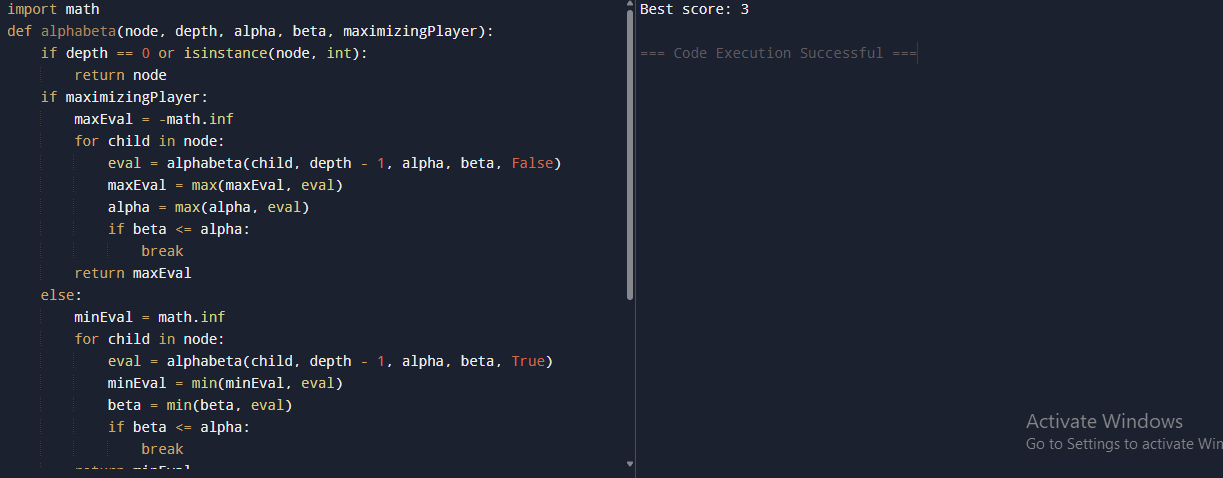 import math
def alphabeta(node, depth, alpha, beta, maximizingPlayer):
    if depth == 0 or isinstance(node, int):
        return node
    if maximizingPlayer:
        maxEval = -math.inf
        for child in node:
            eval = alphabeta(child, depth - 1, alpha, beta, False)
            maxEval = max(maxEval, eval)
            alpha = max(alpha, eval)
            if beta <= alpha:
                break
        return maxEval
    else:
        minEval = math.inf
        for child in node:
            eval = alphabeta(child, depth - 1, alpha, beta, True)
            minEval = min(minEval, eval)
            beta = min(beta, eval)
            if beta <= alpha:
                break
        return minEval
Best score: 3
=== Code Execution Successful ===
Activate Windows
Go to Settings to activate Win